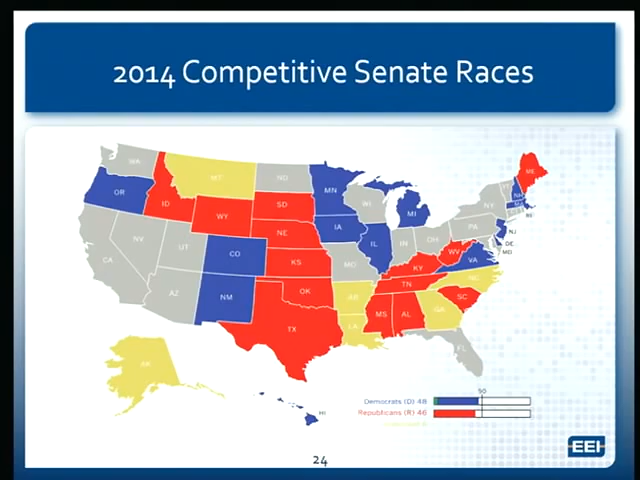 2014 Competitive Senate Races
WA
MT
ND
MN
ME
OR
ID
WY
SD
WI
MI
NY
VT
NH
MA
NV
UT
CO
NE
IA
IL
IN
OH
PA
NJ
DE
MD
CA
KS
MO
KY
WV
VA
AZ
NM
OK
AR
TN
NC
SC
TX
LA
MS
AL
GA
FL
AK
HI
50
Democrats (D) 48
Republicans (R) 46
EEI
24